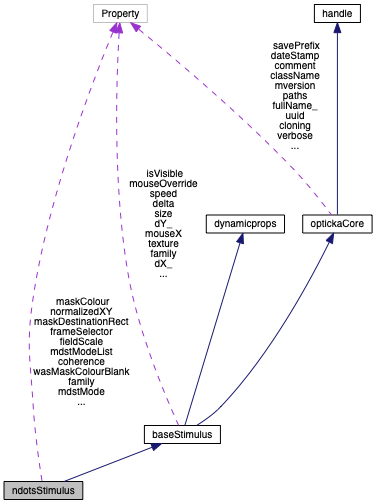 Property
handle
savePrefix
dateStamp
comment
className
mversion
paths
fullName_
uuid
cloning
verbose
...
isVisible
mouseOverride
speed
delta
size
dY_
mouseX
texture
family
dX_
...
dynamicprops
optickaCore
maskColour
normalizedXY
maskDestinationRect
frameSelector
fieldScale
mdstModeList
coherence
wasMaskColourBlank
family
mdstMode
...
baseStimulus
ndotsStimulus